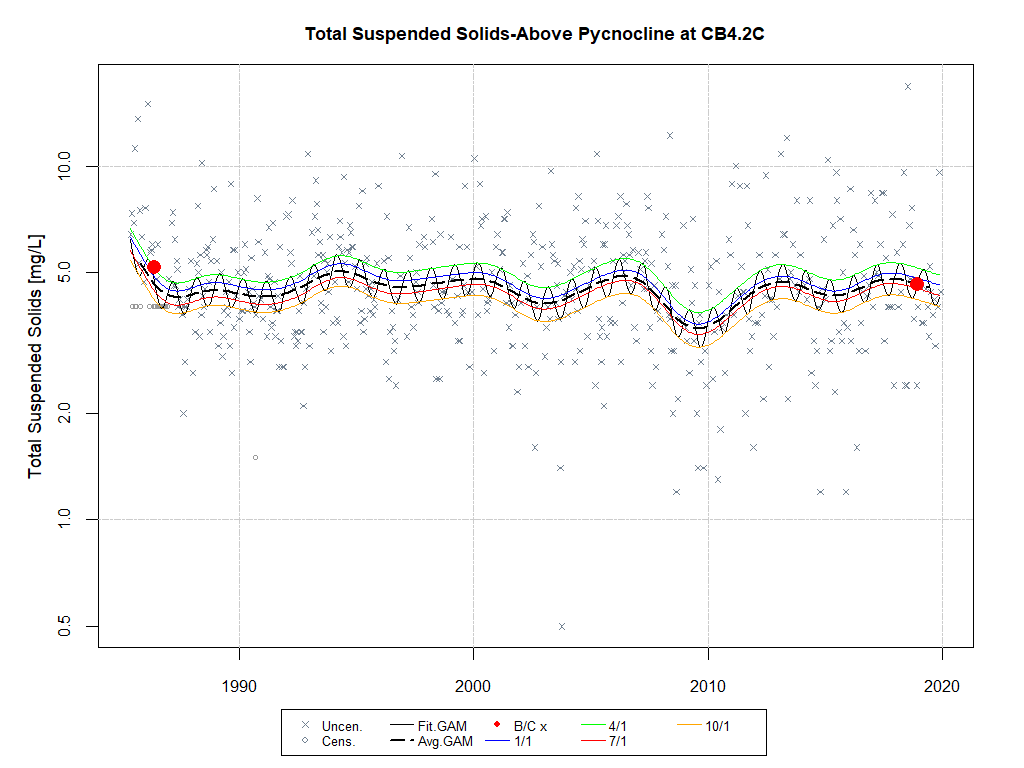 Total Suspended Solids-Above Pycnocline at CB4.2C
Total Suspended Solids [mg/L]
10.0
5.0
2.0
1.0
0.5
1990 2000 2010 2020
Uncen. Fit.GAM B/C x 4/1 10/1
Cens. Avg.GAM 1/1 7/1